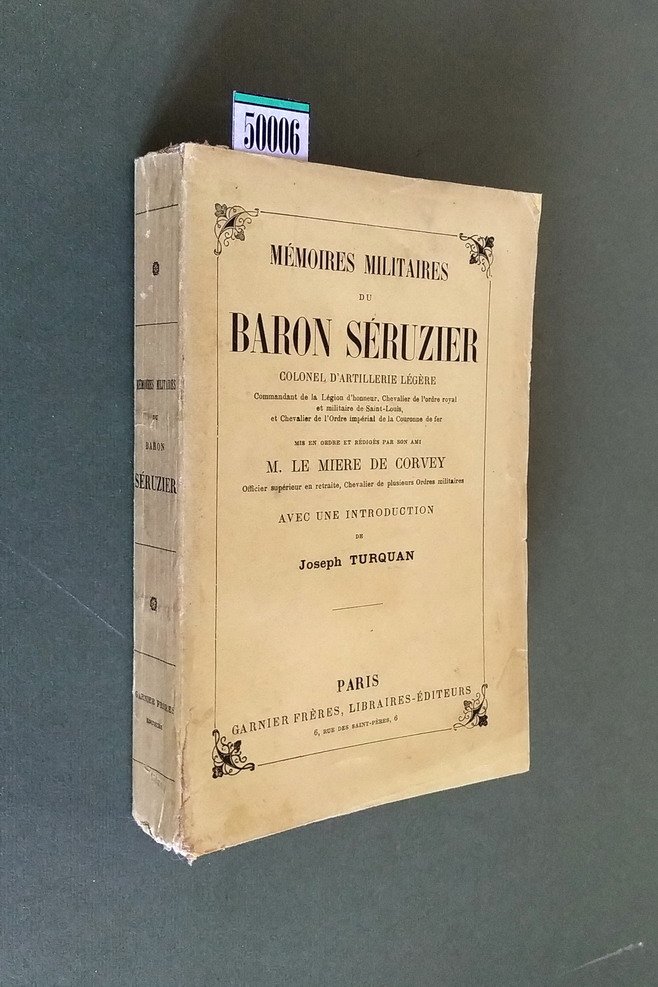 50006
MÉMOIRES MILITAIRES
DU
BARON SÉRUZIER
COLONEL D'ARTILLERIE LÉGÈRE
Commandant de la Légion d'honneur, Chevalier de l'ordre royal
et militaire de Saint-Louis,
et Chevalier de l'Ordre impérial de la Couronne de fer
MIS EN ORDRE ET RÉDIGÉS PAR SON AMI
M. LE MIERE DE CORVEY
Officier supérieur en retraite, Chevalier de plusieurs Ordres militaires
AVEC UNE INTRODUCTION
DE
Joseph TURQUAN
PARIS
GARNIER FRÈRES, LIBRAIRES-ÉDITEURS
6, RUE DES SAINT-PÈRES, 6
MÉMOIRES MILITAIRES
DU
BARON
SÉRUZIER
GARNIER FRÈRES